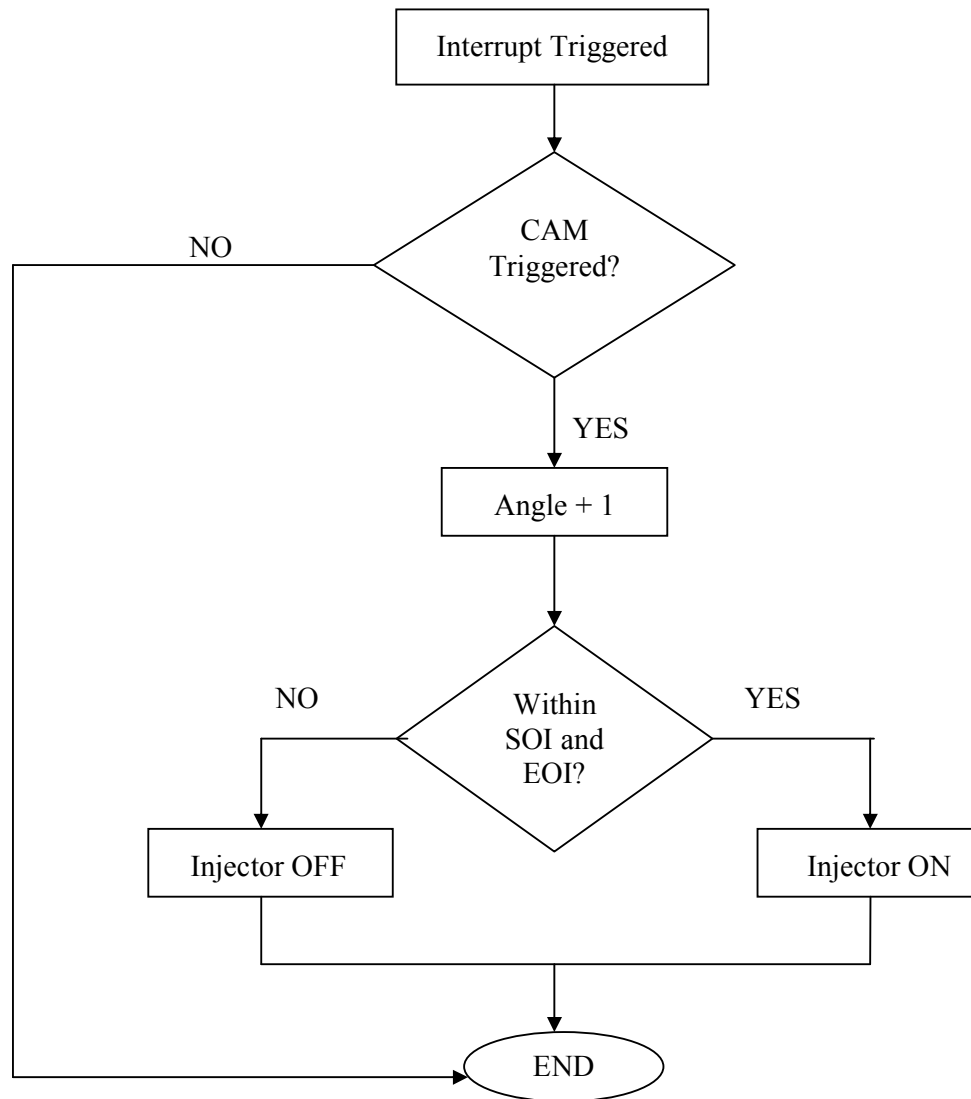 Interrupt Triggered
CAM
Triggered?
NO
YES
Angle + 1
Within
SOI and
EOI?
NO
YES
Injector OFF
Injector ON
END